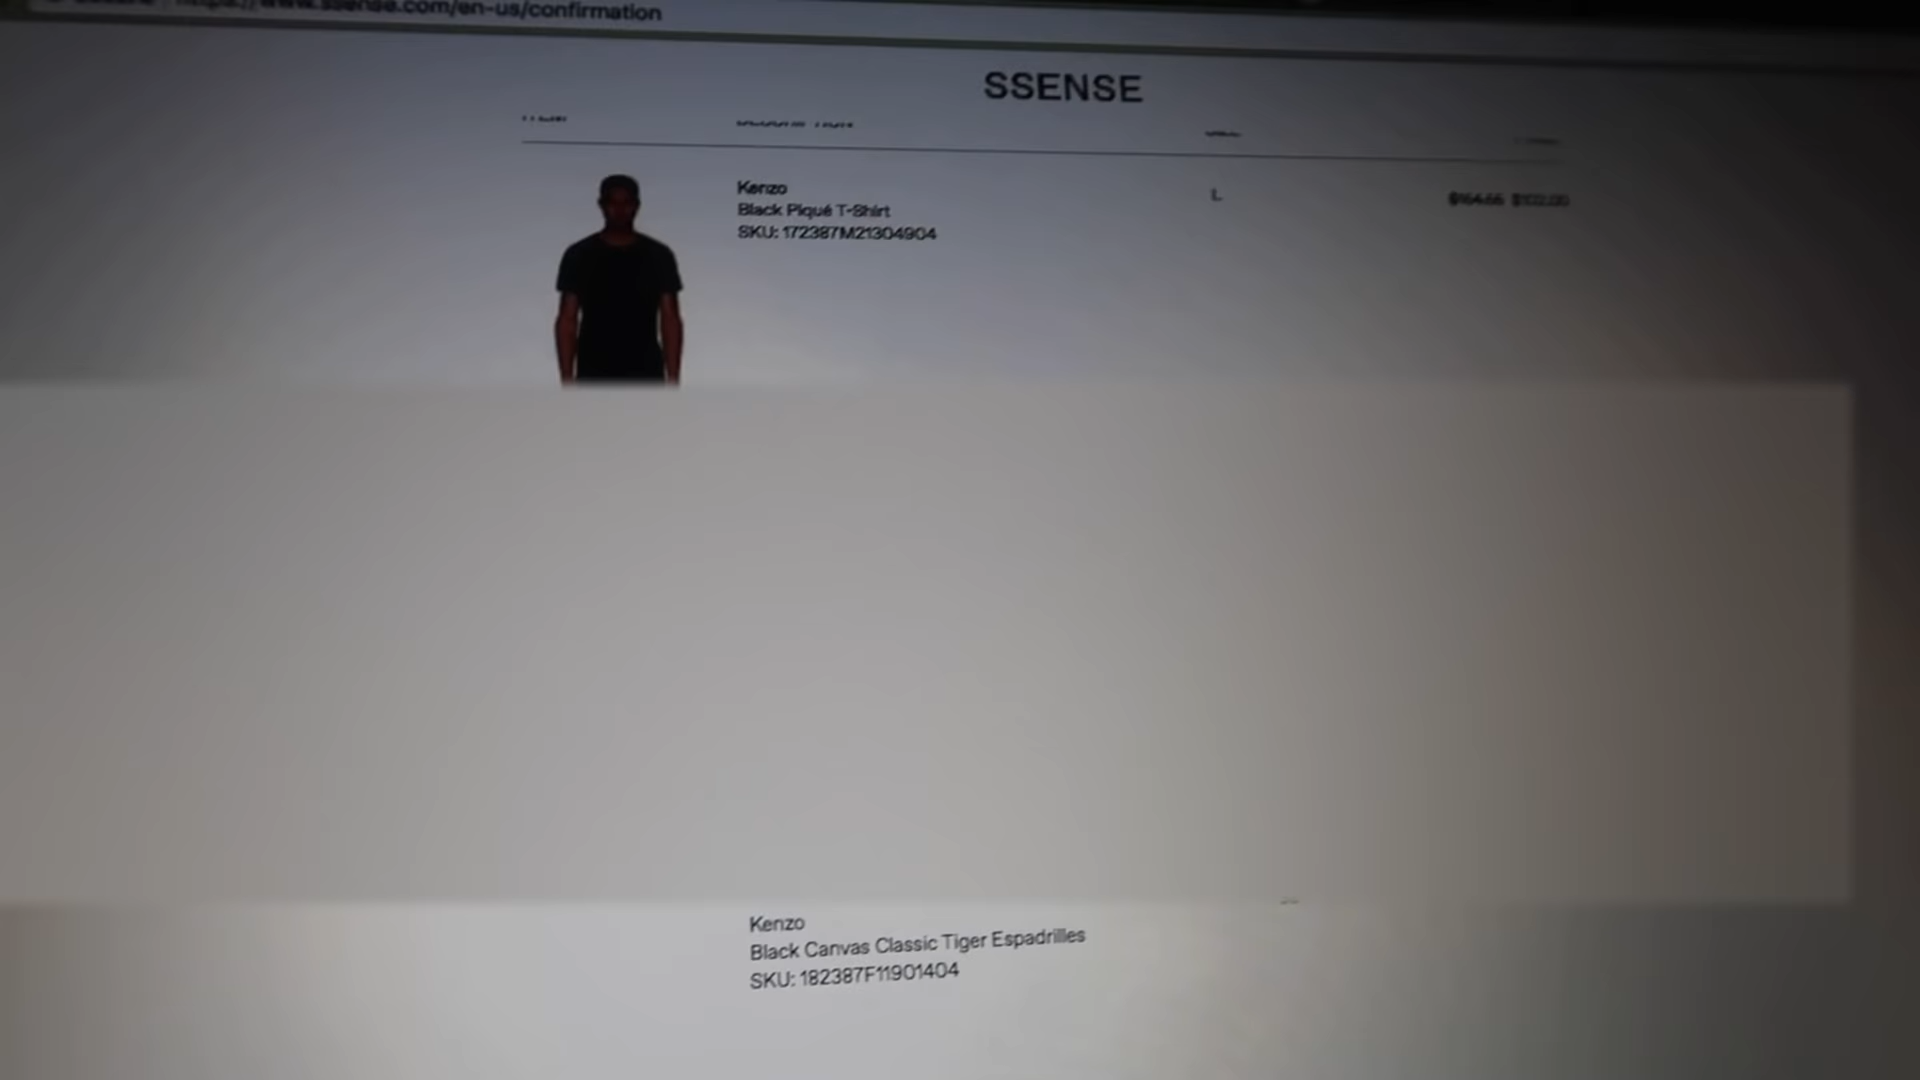 www.ssense.com/en-us/confirmation
SSENSE
Kenzo
Black Piqué T-Shirt
SKU: 172387M21304904
L
Kenzo
Black Canvas Classic Tiger Espadrilles
SKU: 182387F11901404